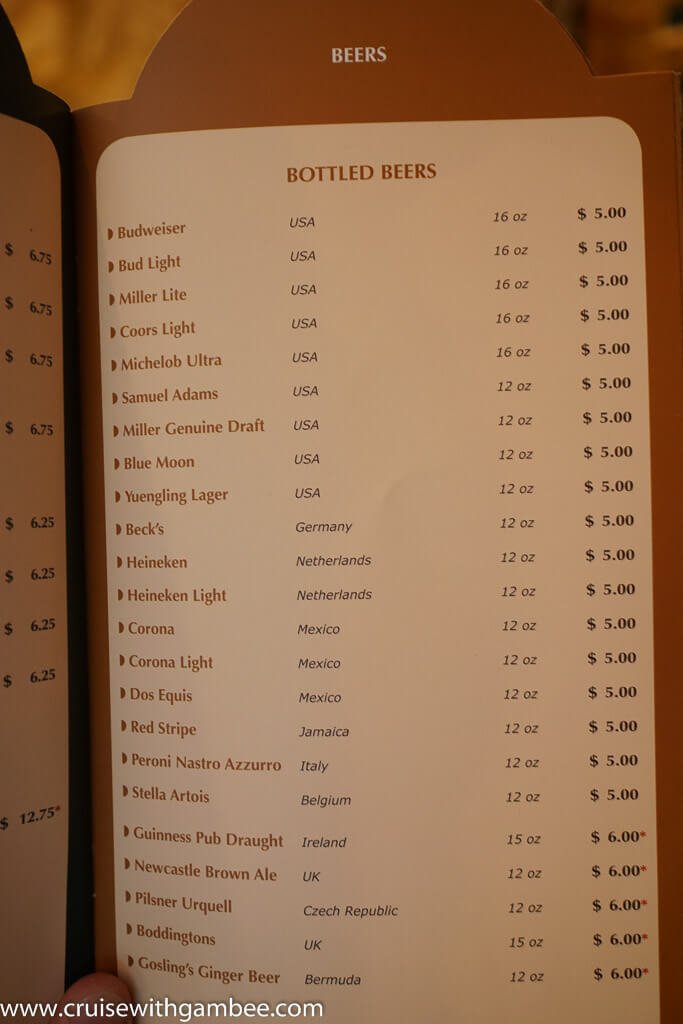 BEERS
BOTTLED BEERS
Budweiser USA 16 oz $ 5.00
Bud Light USA 16 oz $ 5.00
Miller Lite USA 16 oz $ 5.00
Coors Light USA 16 oz $ 5.00
Michelob Ultra USA 16 oz $ 5.00
Samuel Adams USA 12 oz $ 5.00
Miller Genuine Draft USA 12 oz $ 5.00
Blue Moon USA 12 oz $ 5.00
Yuengling Lager USA 12 oz $ 5.00
Beck's Germany 12 oz $ 5.00
Heineken Netherlands 12 oz $ 5.00
Heineken Light Netherlands 12 oz $ 5.00
Corona Mexico 12 oz $ 5.00
Corona Light Mexico 12 oz $ 5.00
Dos Equis Mexico 12 oz $ 5.00
Red Stripe Jamaica 12 oz $ 5.00
Peroni Nastro Azzurro Italy 12 oz $ 5.00
Stella Artois Belgium 12 oz $ 5.00
Guinness Pub Draught Ireland 15 oz $ 6.00*
Newcastle Brown Ale UK 12 oz $ 6.00*
Pilsner Urquell Czech Republic 12 oz $ 6.00*
Boddingtons UK 15 oz $ 6.00*
Gosling's Ginger Beer Bermuda 12 oz $ 6.00*
$ 6.75
$ 6.75
$ 6.75
$ 6.75
$ 6.25
$ 6.25
$ 6.25
$ 6.25
$ 12.75*
www.cruisewithgambee.com